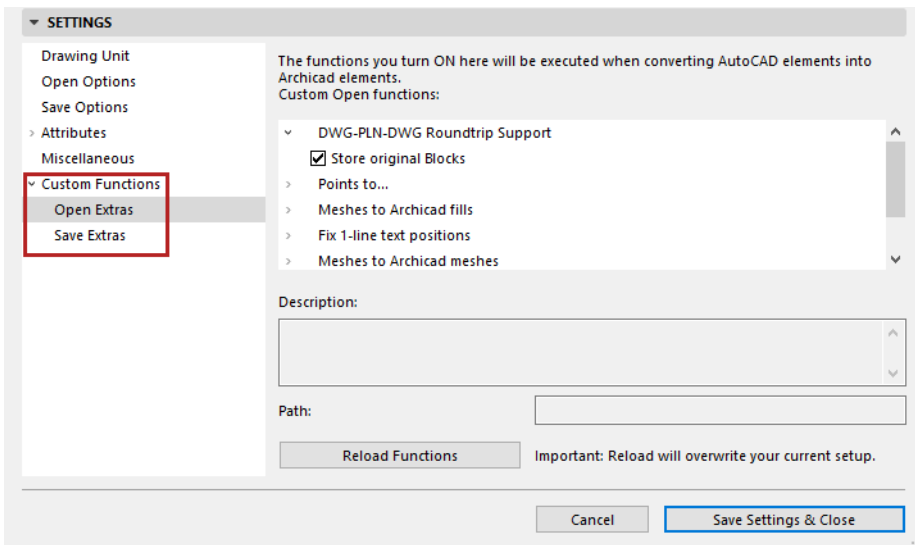 SETTINGS
Drawing Unit
Open Options
Save Options
Attributes
Miscellaneous
Custom Functions
Open Extras
Save Extras
The functions you turn ON here will be executed when converting AutoCAD elements into
Archicad elements.
Custom Open functions:
DWG-PLN-DWG Roundtrip Support
Store original Blocks
Points to...
Meshes to Archicad fills
Fix 1-line text positions
Meshes to Archicad meshes
Description:
Path:
Reload Functions
Important: Reload will overwrite your current setup.
Cancel
Save Settings & Close